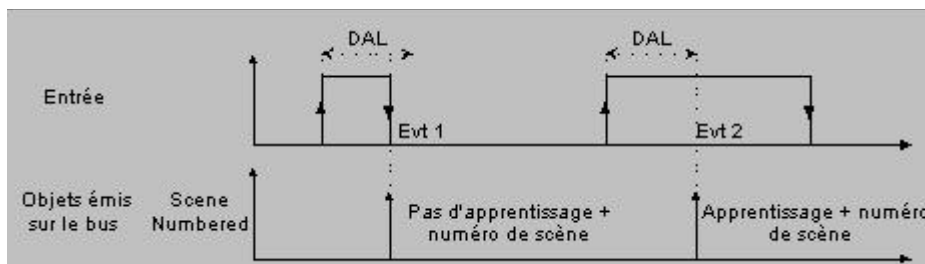 DAL
DAL
Entrée
Evt 1
Evt 2
Objets émis
sur le bus
Scene
Numbered
Pas d'apprentissage +
numéro de scène
Apprentissage + numéro
de scène